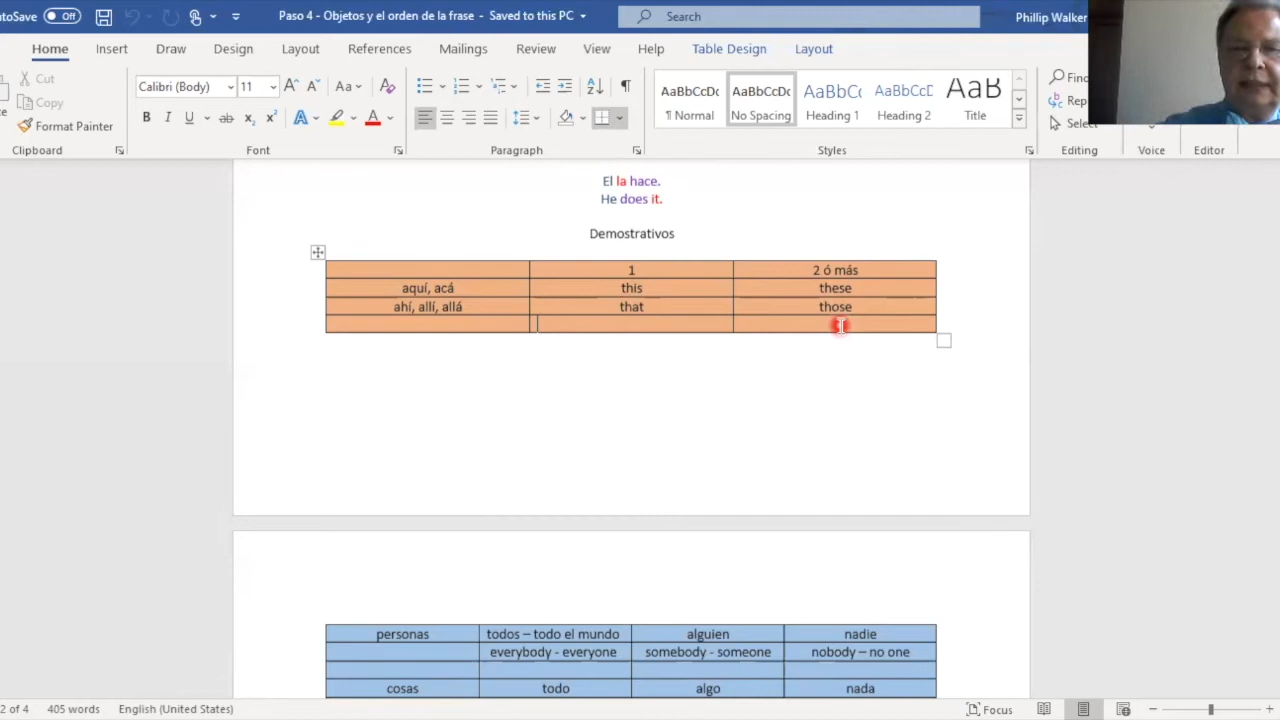 AutoSave Off Paso 4 - Objetos y el orden de la frase - Saved to this PC Search Phillip Walker
Home Insert Draw Design Layout References Mailings Review View Help Table Design Layout
Cut
Copy
Format Painter
Clipboard
Calibri (Body) 11
Font
Paragraph
AaBbCcDc AaBbCcDc AaBbCc AaBbCcD AaB
¶ Normal No Spacing Heading 1 Heading 2 Title
Styles
Find
Rep
Select
Editing
Voice
Editor
El la hace.
He does it.
Demostrativos
1 2 ó más
aquí, acá this these
ahí, allí, allá that those
personas todos – todo el mundo alguien nadie
everybody - everyone somebody - someone nobody – no one
cosas todo algo nada
2 of 4 405 words English (United States) Focus